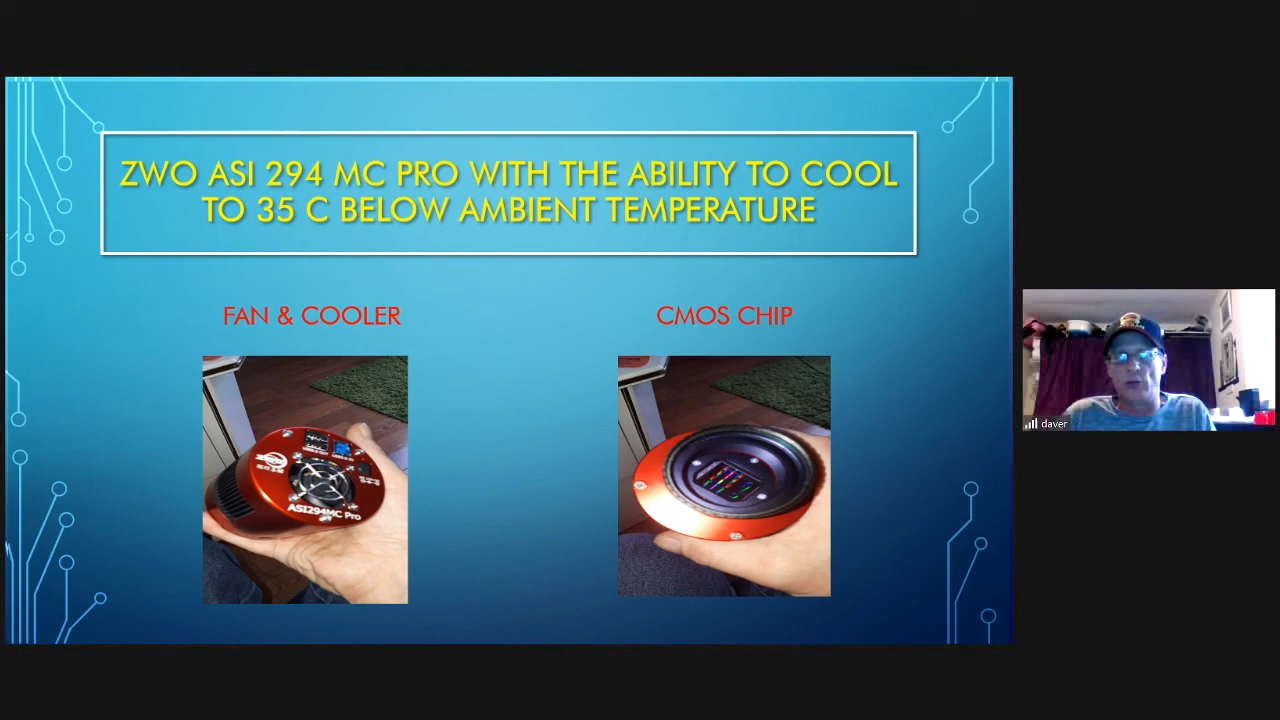 ZWO ASI 294 MC PRO WITH THE ABILITY TO COOL
TO 35 C BELOW AMBIENT TEMPERATURE
FAN & COOLER
CMOS CHIP
ASI294MC Pro
daver